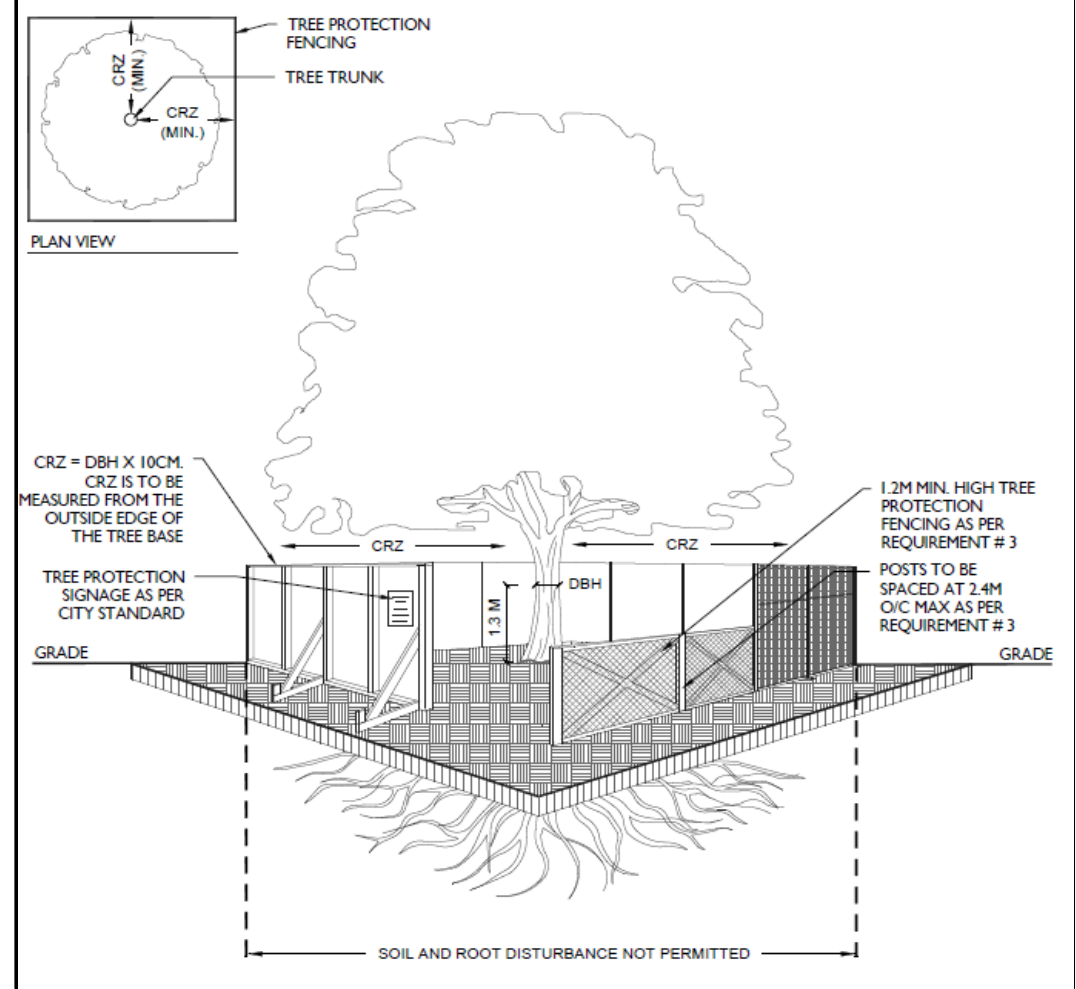 TREE PROTECTION
FENCING
TREE TRUNK
CRZ
(MIN.)
CRZ
(MIN.)
PLAN VIEW
CRZ = DBH X 10CM.
CRZ IS TO BE
MEASURED FROM THE
OUTSIDE EDGE OF
THE TREE BASE
TREE PROTECTION
SIGNAGE AS PER
CITY STANDARD
GRADE
CRZ
CRZ
DBH
1.3 M
1.2M MIN. HIGH TREE
PROTECTION
FENCING AS PER
REQUIREMENT # 3
POSTS TO BE
SPACED AT 2.4M
O/C MAX AS PER
REQUIREMENT # 3
GRADE
SOIL AND ROOT DISTURBANCE NOT PERMITTED